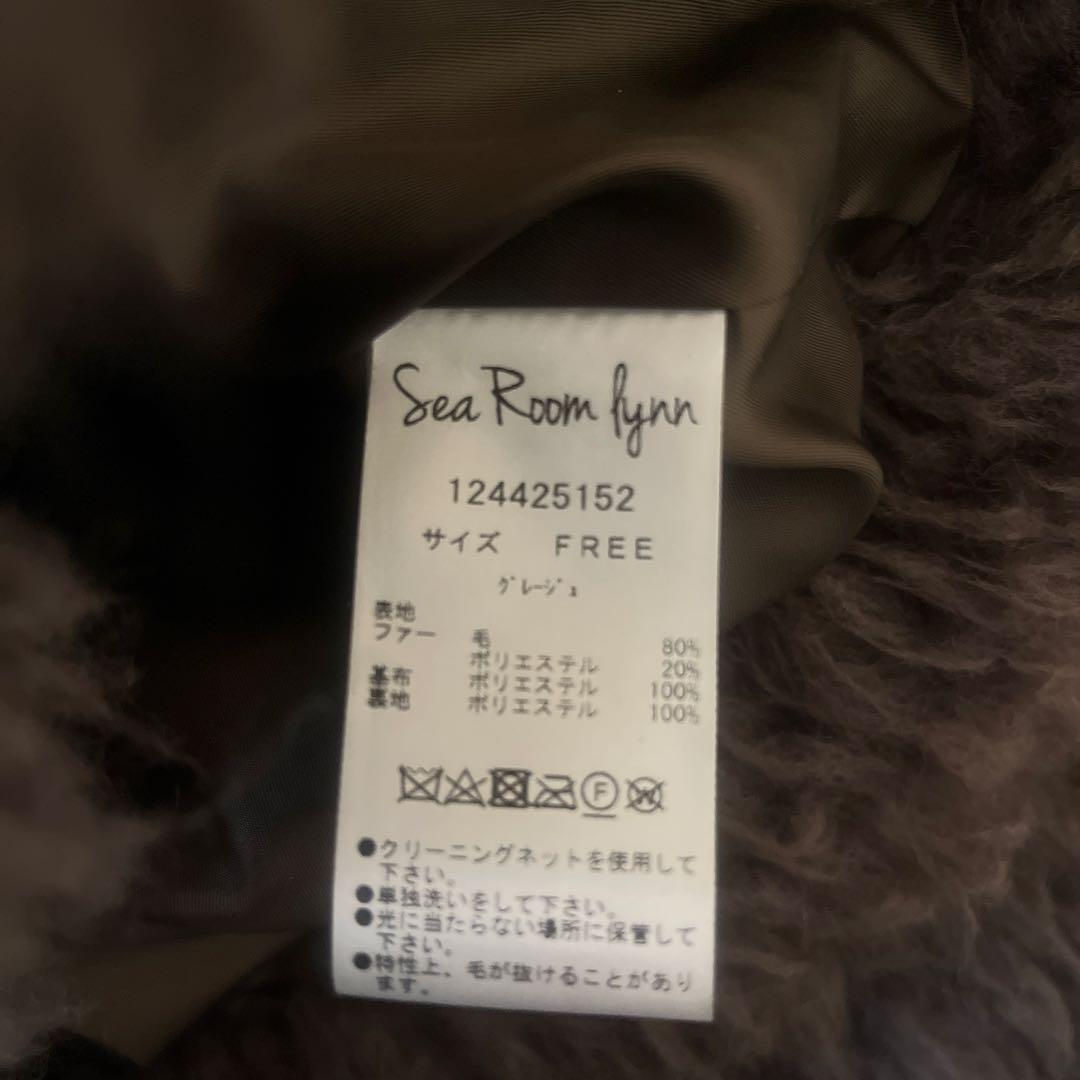 Sea Room lynn
124425152
サイズ FREE
グレージュ
表地
ファー 毛 80%
ポリエステル 20%
基布 ポリエステル 100%
裏地 ポリエステル 100%
F W
●クリーニングネットを使用して
下さい。
●単独洗いをして下さい。
●光に当たらない場所に保管して
下さい。
●特性上、毛が抜けることがあり
ます。